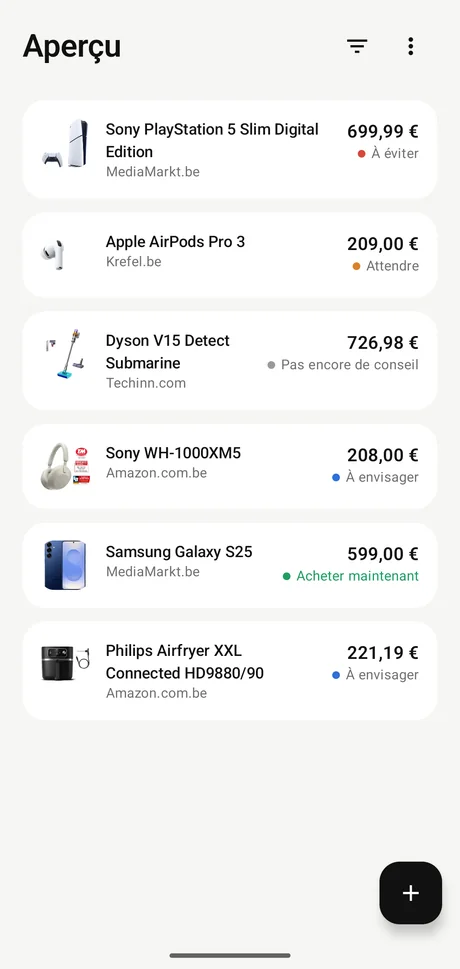 Aperçu
Sony PlayStation 5 Slim Digital
Edition
MediaMarkt.be
699,99 €
À éviter
Apple AirPods Pro 3
Krefel.be
209,00 €
Attendre
Dyson V15 Detect
Submarine
Techinn.com
726,98 €
Pas encore de conseil
Sony WH-1000XM5
Amazon.com.be
208,00 €
À envisager
Samsung Galaxy S25
MediaMarkt.be
599,00 €
Acheter maintenant
Philips Airfryer XXL
Connected HD9880/90
Amazon.com.be
221,19 €
À envisager